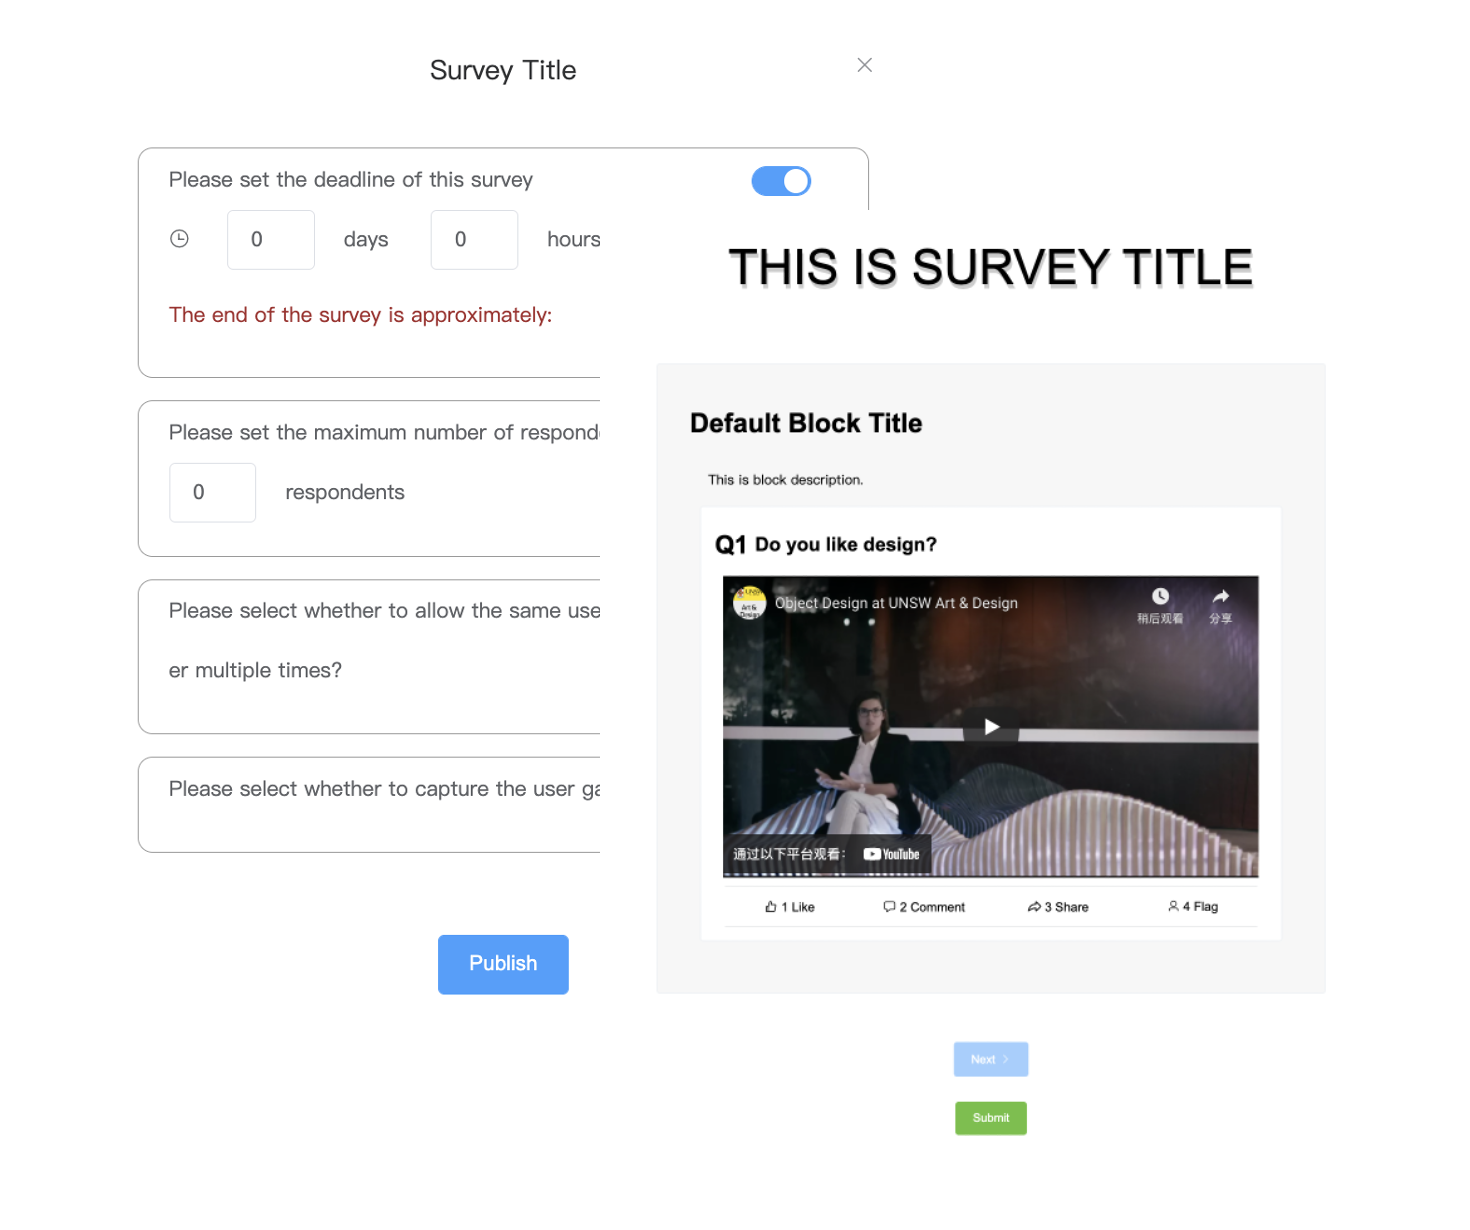 Survey Title
Please set the deadline of this survey
0 days 0 hours
The end of the survey is approximately:
Please set the maximum number of respond
0 respondents
Please select whether to allow the same use
er multiple times?
Please select whether to capture the user ga
Publish
THIS IS SURVEY TITLE
Default Block Title
This is block description.
Q1 Do you like design?
UNSW
Art &
Design
Object Design at UNSW Art & Design
稍后观看 分享
通过以下平台观看: YouTube
1 Like 2 Comment 3 Share 4 Flag
Next
Submit